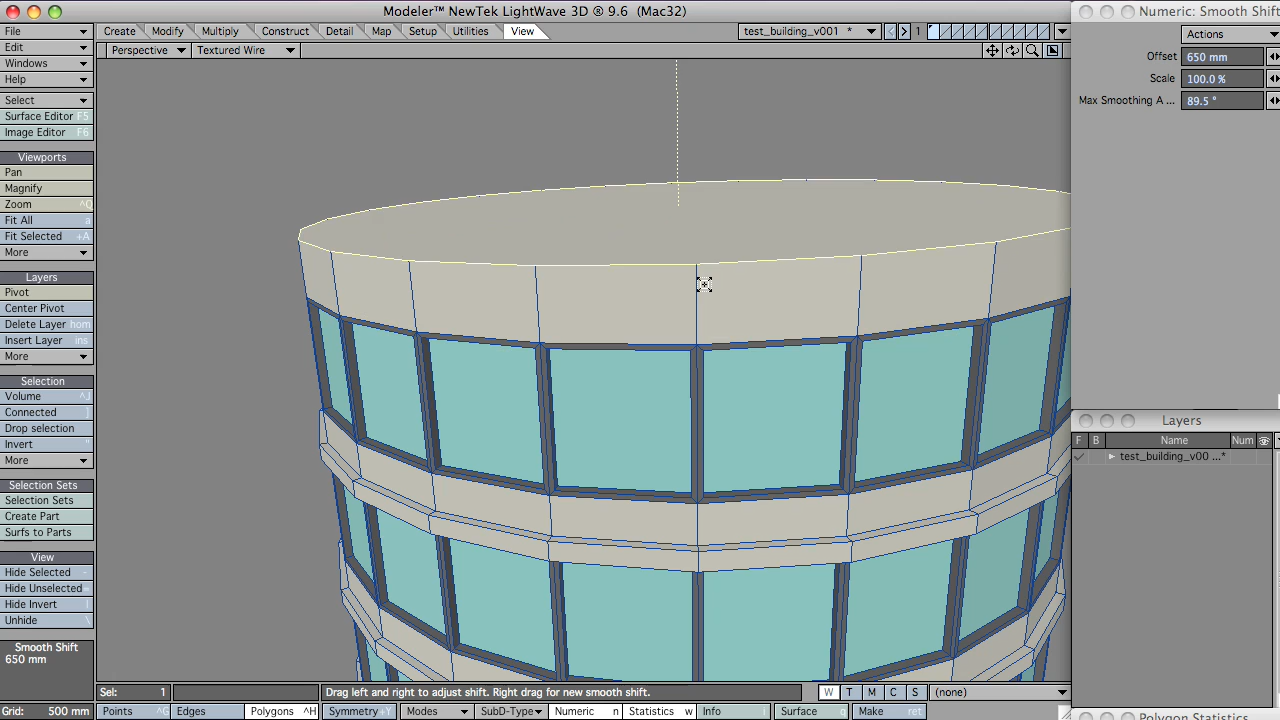 Modeler™ NewTek LightWave 3D ® 9.6 (Mac32)
Numeric: Smooth Shift
File
Create
Modify
Multiply
Construct
Detail
Map
Setup
Utilities
View
test_building_v001 *
1
Actions
Edit
Perspective
Textured Wire
Windows
Offset
650 mm
Help
Scale
100.0 %
Select
Max Smoothing A ...
89.5 °
Surface Editor F5
Image Editor F6
Viewports
Pan
Magnify
Zoom ^Q
Fit All a
Fit Selected +A
More
Layers
Pivot
Center Pivot
Delete Layer hom
Insert Layer ins
More
Selection
Volume ^J
Connected ]
Drop selection
Invert "
More
Selection Sets
Selection Sets
Create Part
Surfs to Parts
View
Hide Selected -
Hide Unselected =
Hide Invert |
Unhide \
Layers
F
B
Name
Num
test_building_v00 ...*
Smooth Shift
650 mm
Sel: 1
Drag left and right to adjust shift. Right drag for new smooth shift.
W
T
M
C
S
(none)
Grid: 500 mm
Points ^G
Edges
Polygons ^H
Symmetry +Y
Modes
SubD-Type
Numeric n
Statistics w
Info i
Surface q
Make ret
Polygon Statistics